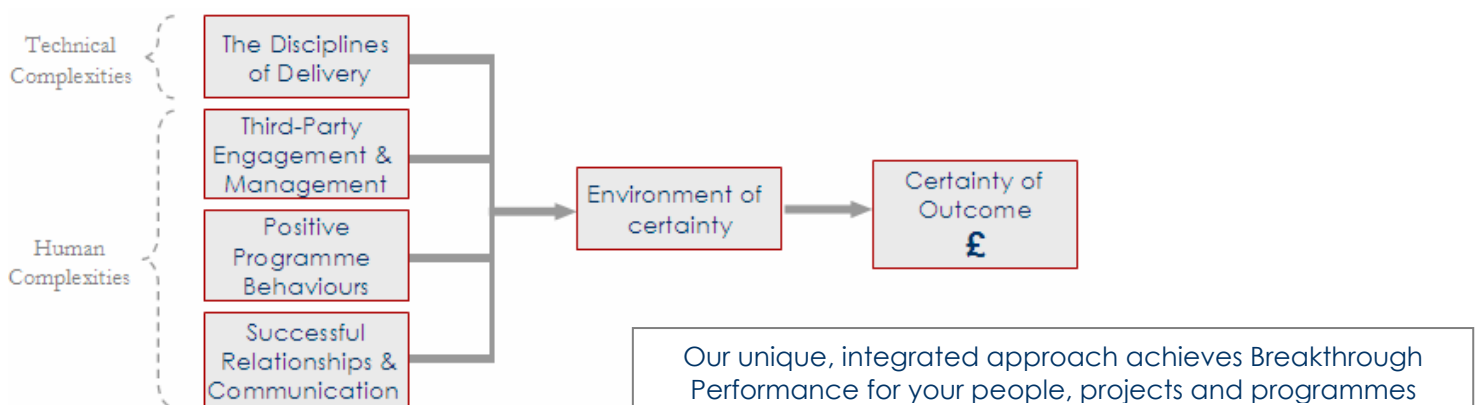 Technical
Complexities
The Disciplines
of Delivery
Third-Party
Engagement &
Management
Human
Complexities
Positive
Programme
Behaviours
Successful
Relationships &
Communication
Environment of
certainty
Certainty of
Outcome
£
Our unique, integrated approach achieves Breakthrough
Performance for your people, projects and programmes